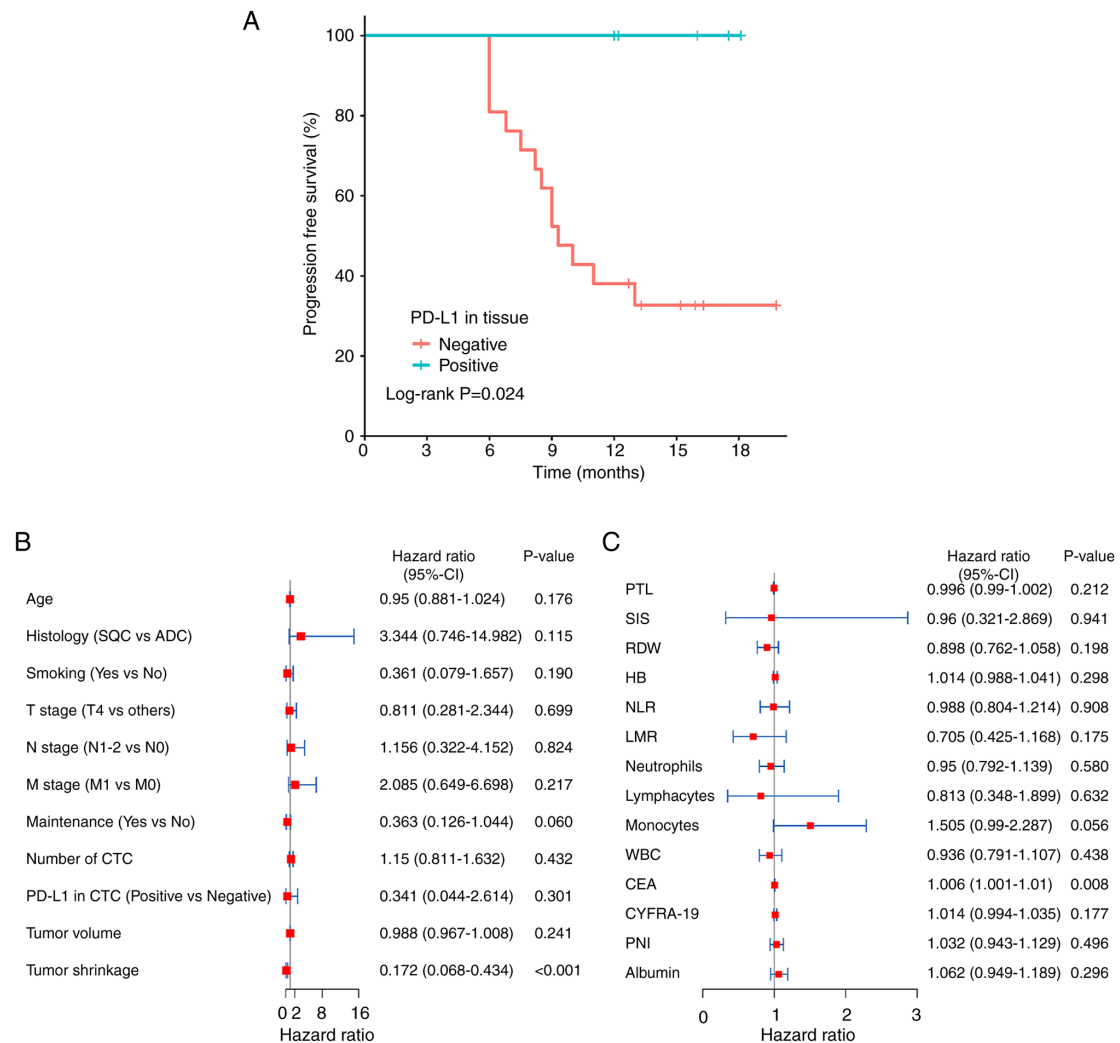 A
100
80
60
40
20
0
Progression free survival (%)
PD-L1 in tissue
Negative
Positive
Log-rank P=0.024
0 3 6 9 12 15 18
Time (months)
B
Hazard ratio P-value
(95%-CI)
Age 0.95 (0.881-1.024) 0.176
Histology (SQC vs ADC) 3.344 (0.746-14.982) 0.115
Smoking (Yes vs No) 0.361 (0.079-1.657) 0.190
T stage (T4 vs others) 0.811 (0.281-2.344) 0.699
N stage (N1-2 vs N0) 1.156 (0.322-4.152) 0.824
M stage (M1 vs M0) 2.085 (0.649-6.698) 0.217
Maintenance (Yes vs No) 0.363 (0.126-1.044) 0.060
Number of CTC 1.15 (0.811-1.632) 0.432
PD-L1 in CTC (Positive vs Negative) 0.341 (0.044-2.614) 0.301
Tumor volume 0.988 (0.967-1.008) 0.241
Tumor shrinkage 0.172 (0.068-0.434) <0.001
0 2 8 16
Hazard ratio
C
Hazard ratio P-value
(95%-CI)
PTL 0.996 (0.99-1.002) 0.212
SIS 0.96 (0.321-2.869) 0.941
RDW 0.898 (0.762-1.058) 0.198
HB 1.014 (0.988-1.041) 0.298
NLR 0.988 (0.804-1.214) 0.908
LMR 0.705 (0.425-1.168) 0.175
Neutrophils 0.95 (0.792-1.139) 0.580
Lymphacytes 0.813 (0.348-1.899) 0.632
Monocytes 1.505 (0.99-2.287) 0.056
WBC 0.936 (0.791-1.107) 0.438
CEA 1.006 (1.001-1.01) 0.008
CYFRA-19 1.014 (0.994-1.035) 0.177
PNI 1.032 (0.943-1.129) 0.496
Albumin 1.062 (0.949-1.189) 0.296
0 1 2 3
Hazard ratio